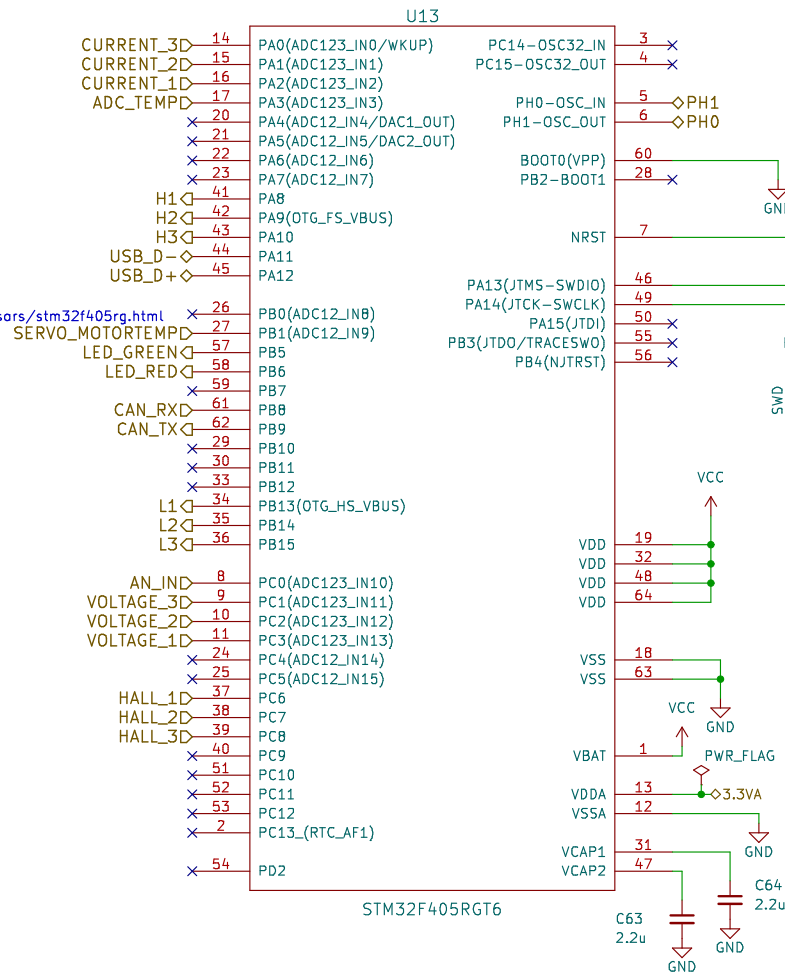 U13
CURRENT_3 14 PA0(ADC123_IN0/WKUP) PC14-OSC32_IN 3
CURRENT_2 15 PA1(ADC123_IN1) PC15-OSC32_OUT 4
CURRENT_1 16 PA2(ADC123_IN2)
ADC_TEMP 17 PA3(ADC123_IN3) PH0-OSC_IN 5 PH1
20 PA4(ADC12_IN4/DAC1_OUT) PH1-OSC_OUT 6 PH0
21 PA5(ADC12_IN5/DAC2_OUT)
22 PA6(ADC12_IN6) BOOT0(VPP) 60
23 PA7(ADC12_IN7) PB2-BOOT1 28
H1 41 PA8
GND
H2 42 PA9(OTG_FS_VBUS)
H3 43 PA10 NRST 7
USB_D- 44 PA11
USB_D+ 45 PA12 PA13(JTMS-SWDIO) 46
PA14(JTCK-SWCLK) 49
sars/stm32f405rg.html 26 PB0(ADC12_IN8) PA15(JTDI) 50
SERVO_MOTORTEMP 27 PB1(ADC12_IN9) PB3(JTDO/TRACESWO) 55
LED_GREEN 57 PB5 PB4(NJTRST) 56
LED_RED 58 PB6
59 PB7
SWD
CAN_RX 61 PB8
CAN_TX 62 PB9
29 PB10
30 PB11
33 PB12 VCC
L1 34 PB13(OTG_HS_VBUS)
L2 35 PB14
L3 36 PB15 VDD 19
VDD 32
AN_IN 8 PC0(ADC123_IN10) VDD 48
VOLTAGE_3 9 PC1(ADC123_IN11) VDD 64
VOLTAGE_2 10 PC2(ADC123_IN12)
VOLTAGE_1 11 PC3(ADC123_IN13)
24 PC4(ADC12_IN14) VSS 18
25 PC5(ADC12_IN15) VSS 63
HALL_1 37 PC6 VCC
HALL_2 38 PC7 GND
HALL_3 39 PC8
40 PC9 VBAT 1 PWR_FLAG
51 PC10
52 PC11 VDDA 13 3.3VA
53 PC12 VSSA 12
2 PC13_(RTC_AF1)
GND
VCAP1 31
54 PD2 VCAP2 47
C64
2.2u
STM32F405RGT6
C63
2.2u
GND
GND